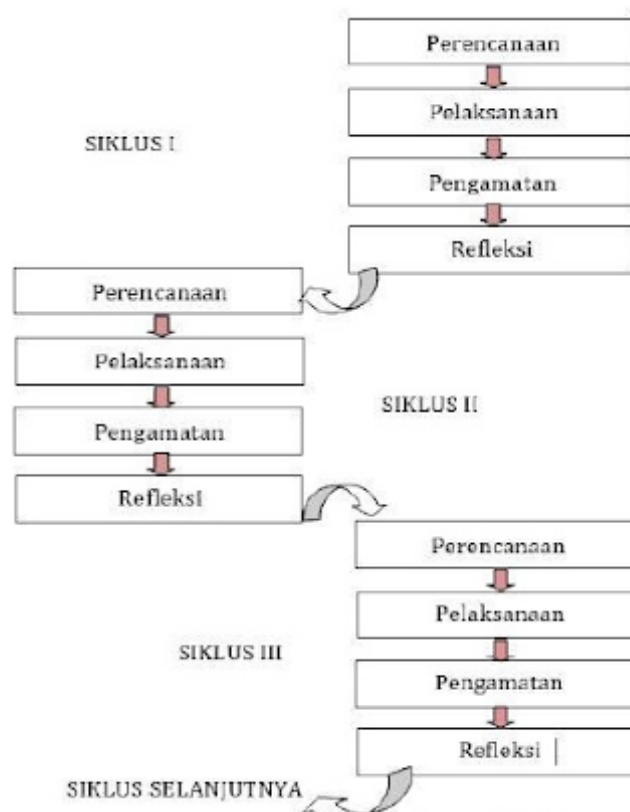 Perencanaan
Pelaksanaan
SIKLUS I
Pengamatan
Refleksi
Perencanaan
Pelaksanaan
SIKLUS II
Pengamatan
Refleksi
Perencanaan
Pelaksanaan
SIKLUS III
Pengamatan
Refleksi
SIKLUS SELANJUTNYA